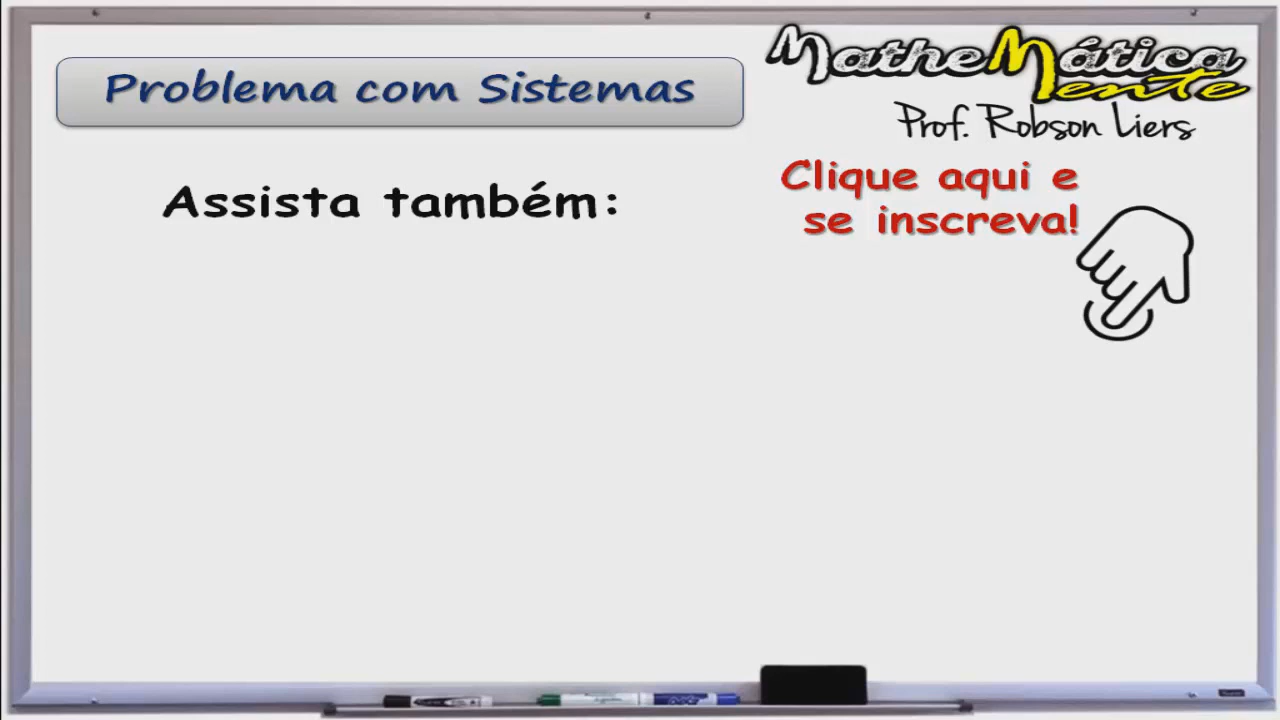 Problema com Sistemas
MatheMática
mente
Prof. Robson Liers
Assista também:
Clique aqui e
se inscreva!